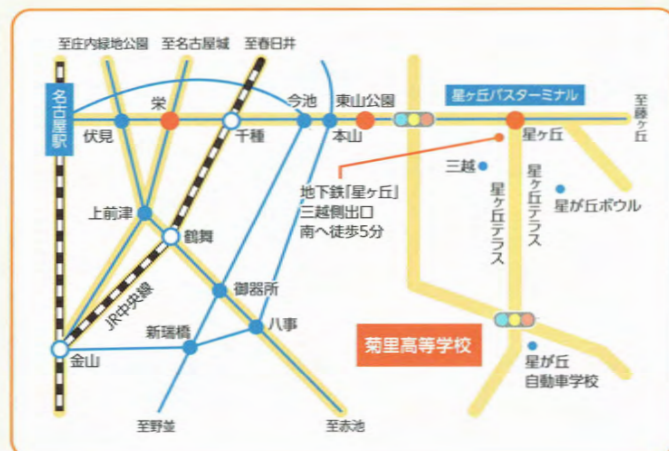 至庄内緑地公園
至名古屋城
至春日井
名古屋駅
伏見
栄
千種
今池
本山
東山公園
星ヶ丘バスターミナル
星ヶ丘
至藤ヶ丘
地下鉄「星ヶ丘」
三越側出口
南へ徒歩5分
三越
星ヶ丘テラス
星ヶ丘テラス
星が丘ボウル
上前津
鶴舞
JR中央線
御器所
新瑞橋
八事
金山
菊里高等学校
星が丘
自動車学校
至野並
至赤池